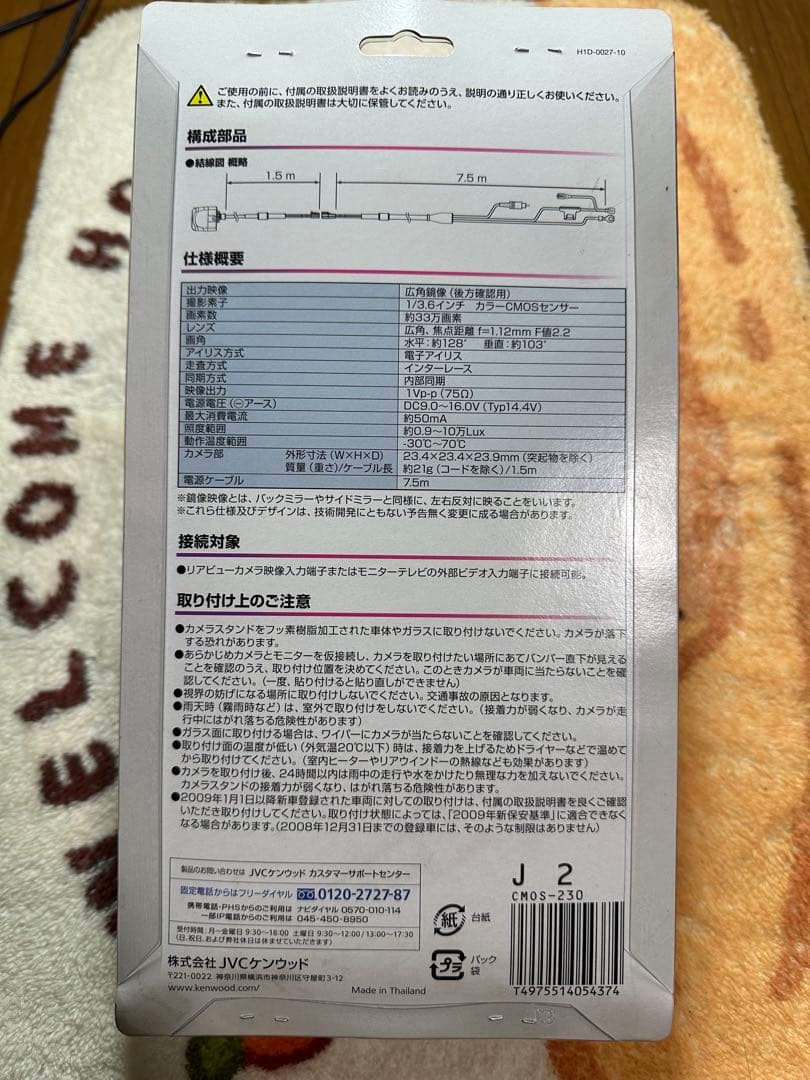 H1D-0027-10
ご使用の前に、付属の取扱説明書をよくお読みのうえ、説明の通り正しくお使いください。
また、付属の取扱説明書は大切に保管してください。
構成部品
●結線図 概略
1.5 m 7.5 m
仕様概要
出力映像 広角鏡像（後方確認用）
撮影素子 1/3.6インチ カラーCMOSセンサー
画素数 約33万画素
レンズ 広角、焦点距離 f=1.12mm F値2.2
画角 水平：約128° 垂直：約103°
アイリス方式 電子アイリス
走査方式 インターレース
同期方式 内部同期
映像出力 1Vp-p（75Ω）
電源電圧（⊖アース） DC9.0〜16.0V（Typ14.4V）
最大消費電流 約50mA
照度範囲 約0.9〜10万Lux
動作温度範囲 -30℃〜70℃
カメラ部 外形寸法（W×H×D） 23.4×23.4×23.9mm（突起物を除く）
質量（重さ）/ケーブル長 約21g（コードを除く）/1.5m
電源ケーブル 7.5m
※鏡像映像とは、バックミラーやサイドミラーと同様に、左右反対に映ることをいいます。
※これら仕様及びデザインは、技術開発にともない予告無く変更に成る場合があります。
接続対象
●リアビューカメラ映像入力端子またはモニターテレビの外部ビデオ入力端子に接続可能。
取り付け上のご注意
●カメラスタンドをフッ素樹脂加工された車体やガラスに取り付けないでください。カメラが落下
する恐れがあります。
●あらかじめカメラとモニターを仮接続し、カメラを取り付けたい場所にあてバンパー直下が見える
ことを確認のうえ、取り付け位置を決めてください。このときカメラが車両に当たらないことを確
認してください。（一度、貼り付けると貼り直しができません）
●視界の妨げになる場所に取り付けしないでください。交通事故の原因となります。
●雨天時（霧雨時など）は、室外で取り付けをしないでください。（接着力が弱くなり、カメラが走
行中にはがれ落ちる危険性があります）
●ガラス面に取り付ける場合は、ワイパーにカメラが当たらないことを確認してください。
●取り付け面の温度が低い（外気温20℃以下）時は、接着力を上げるためドライヤーなどで温めて
から取り付けてください。（室内ヒーターやリアウインドーの熱線なども効果があります）
●カメラを取り付け後、24時間以内は雨中の走行や水をかけたり無理な力を加えないでください。
カメラスタンドの接着力が弱くなり、はがれ落ちる危険性があります。
●2009年1月1日以降新車登録された車両に対しての取り付けは、付属の取扱説明書を良くご確認
いただき取り付けしてください。取り付け状態によっては、「2009年新保安基準」に適合できなく
なる場合があります。（2008年12月31日までの登録車には、そのような制限はありません）
製品のお問い合わせは JVCケンウッド カスタマーサポートセンター
固定電話からはフリーダイヤル 0120-2727-87
携帯電話・PHSからのご利用は ナビダイヤル 0570-010-114
一部IP電話からのご利用は 045-450-8950
受付時間：月〜金曜日 9:30〜18:00 土曜日 9:30〜12:00／13:00〜17:30
（日、祝日、および弊社休日は休ませていただきます）
株式会社 JVCケンウッド
〒221-0022 神奈川県横浜市神奈川区守屋町3-12
www.kenwood.com/ Made in Thailand
紙 台紙
プラ パック
袋
J 2
CMOS-230
T4975514054374
WELCOME HO